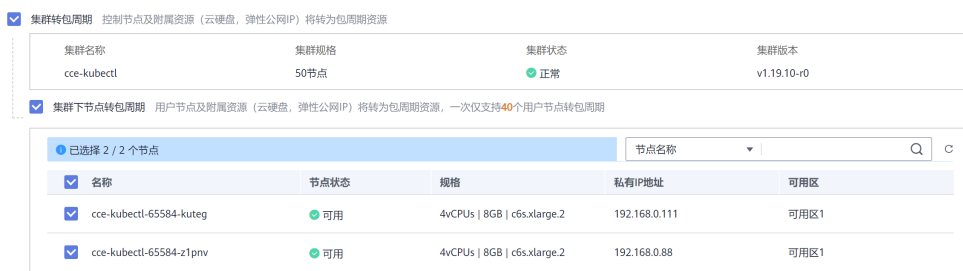 集群转包周期 控制节点及附属资源（云硬盘，弹性公网IP）将转为包周期资源
集群名称 集群规格 集群状态 集群版本
cce-kubectl 50节点 正常 v1.19.10-r0
集群下节点转包周期 用户节点及附属资源（云硬盘，弹性公网IP）将转为包周期资源，一次仅支持40个用户节点转包周期
已选择 2 / 2 个节点 节点名称
名称 节点状态 规格 私有IP地址 可用区
cce-kubectl-65584-kuteg 可用 4vCPUs | 8GB | c6s.xlarge.2 192.168.0.111 可用区1
cce-kubectl-65584-z1pnv 可用 4vCPUs | 8GB | c6s.xlarge.2 192.168.0.88 可用区1